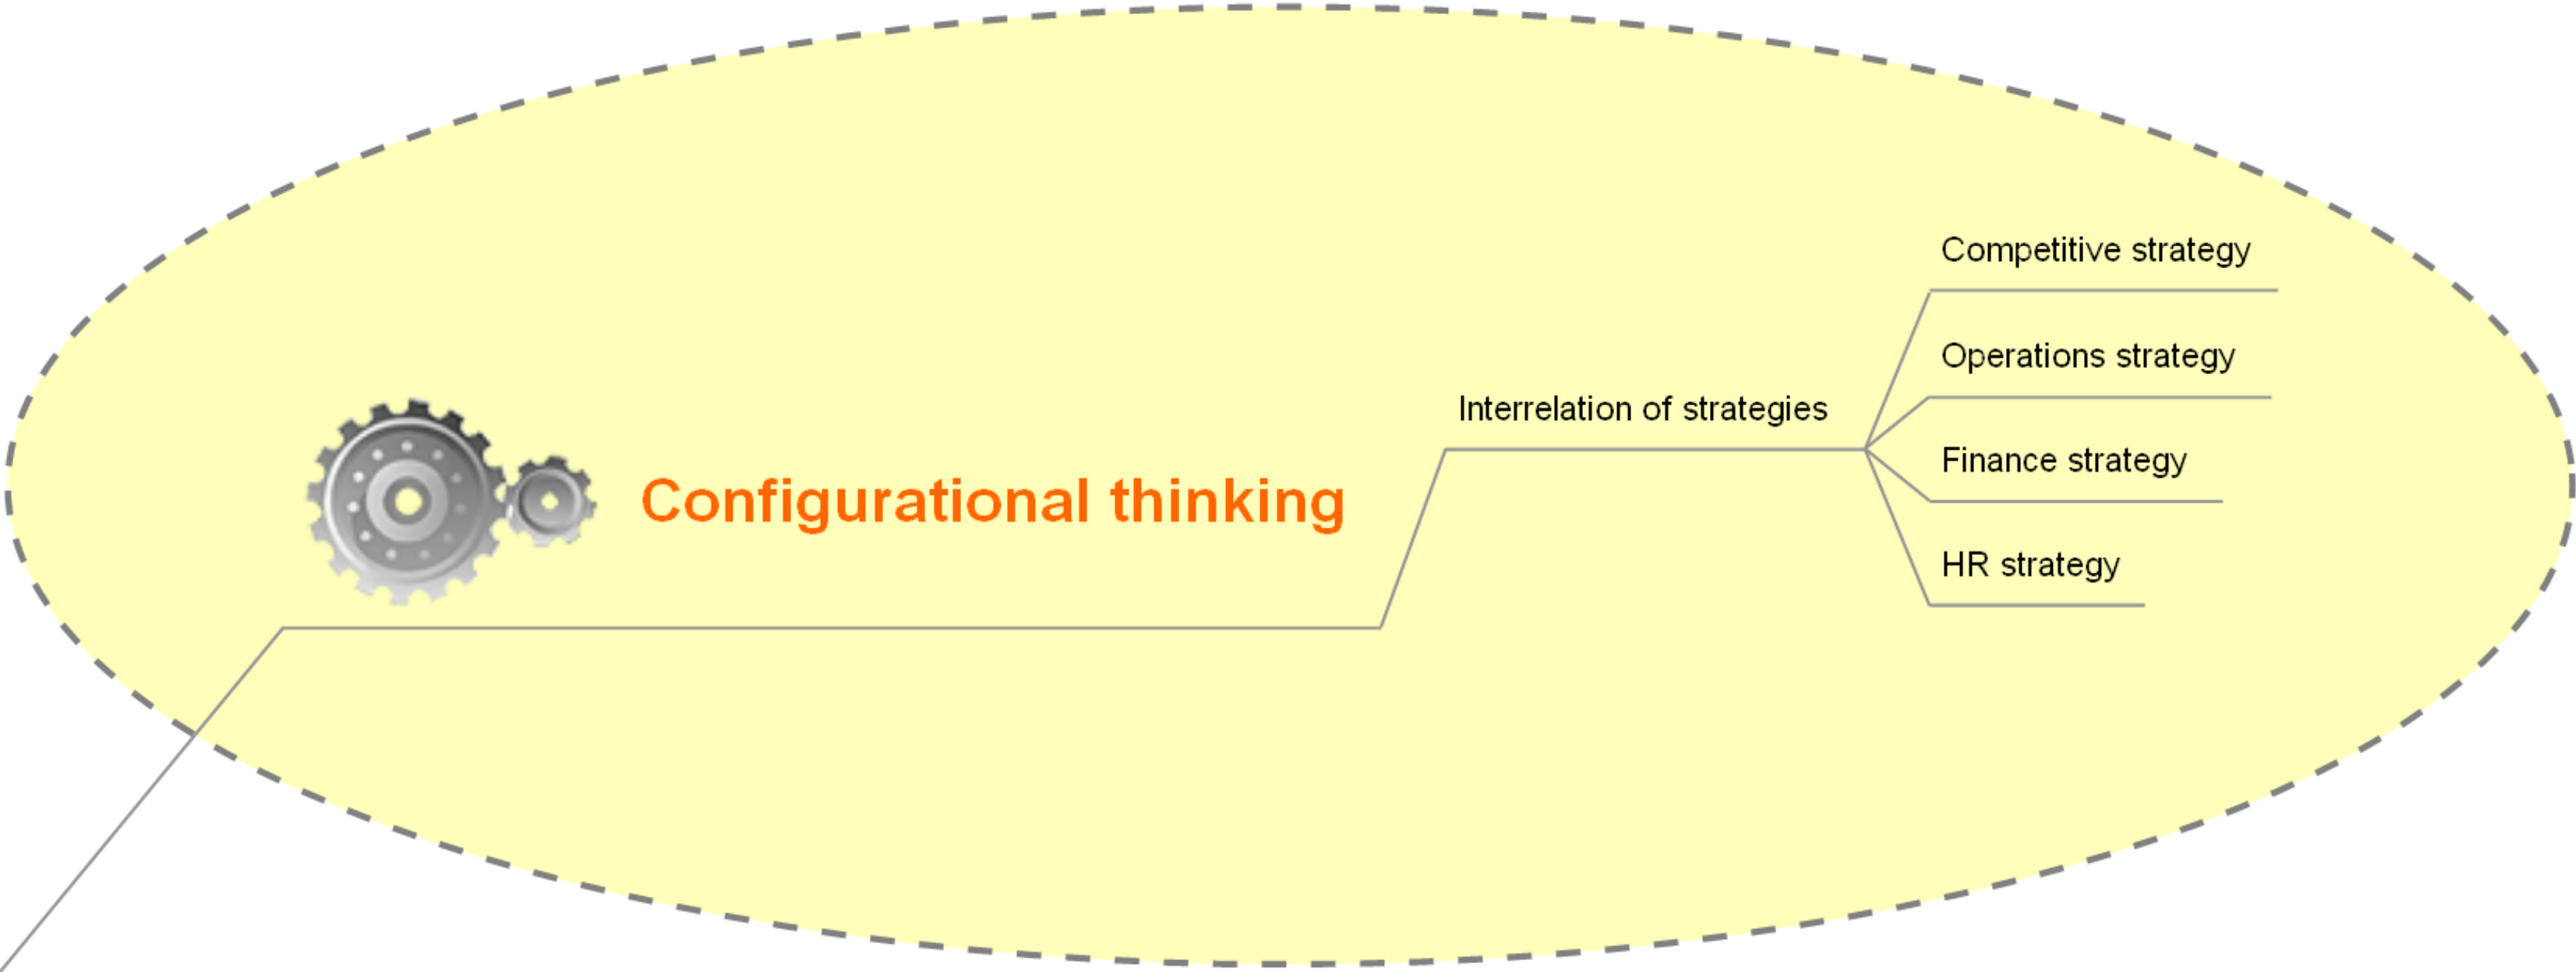 Configurational thinking
Interrelation of strategies
Competitive strategy
Operations strategy
Finance strategy
HR strategy